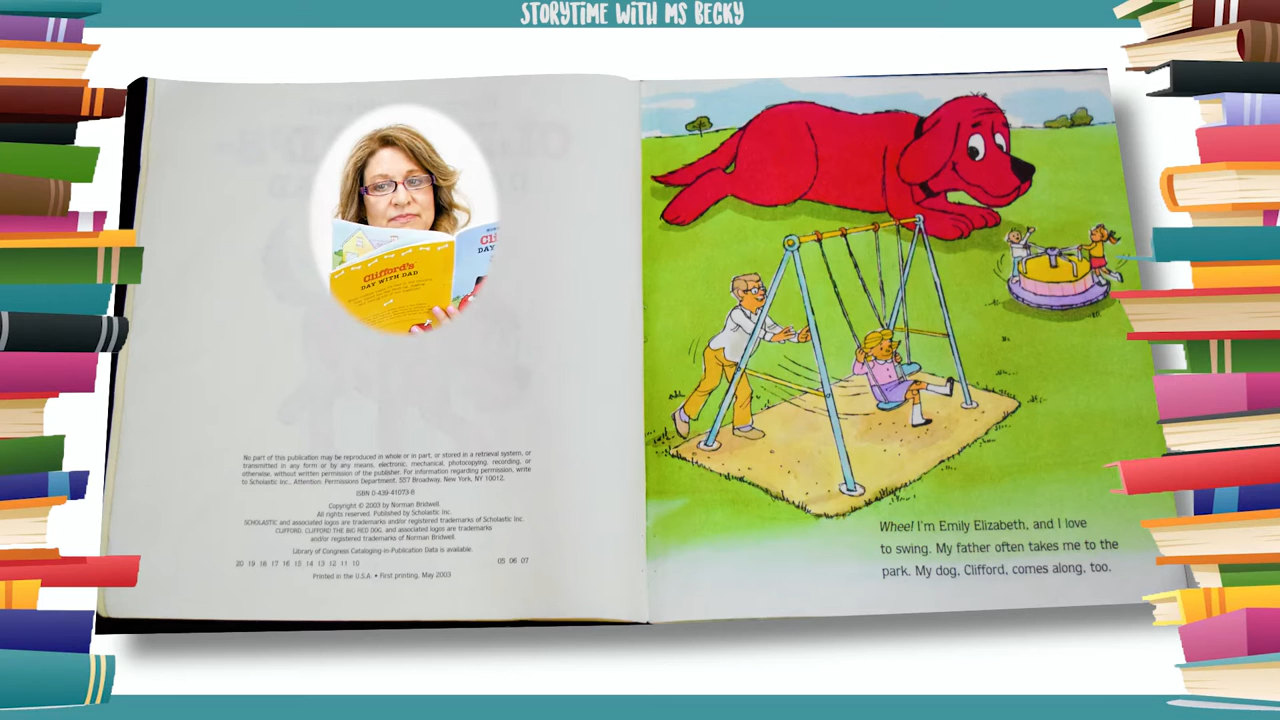 STORYTIME WITH MS BECKY
Clifford's
DAY WITH DAD
Cli
DAY
No part of this publication may be reproduced in whole or in part, or stored in a retrieval system, or
transmitted in any form or by any means, electronic, mechanical, photocopying, recording, or
otherwise, without written permission of the publisher. For information regarding permission, write
to Scholastic Inc., Attention: Permissions Department, 557 Broadway, New York, NY 10012.
ISBN 0-439-41073-8
Copyright © 2003 by Norman Bridwell.
All rights reserved. Published by Scholastic Inc.
SCHOLASTIC and associated logos are trademarks and/or registered trademarks of Scholastic Inc.
CLIFFORD, CLIFFORD THE BIG RED DOG, and associated logos are trademarks
and/or registered trademarks of Norman Bridwell.
Library of Congress Cataloging-in-Publication Data is available.
20 19 18 17 16 15 14 13 12 11 10 05 06 07
Printed in the U.S.A. • First printing, May 2003
Whee! I'm Emily Elizabeth, and I love
to swing. My father often takes me to the
park. My dog, Clifford, comes along, too.